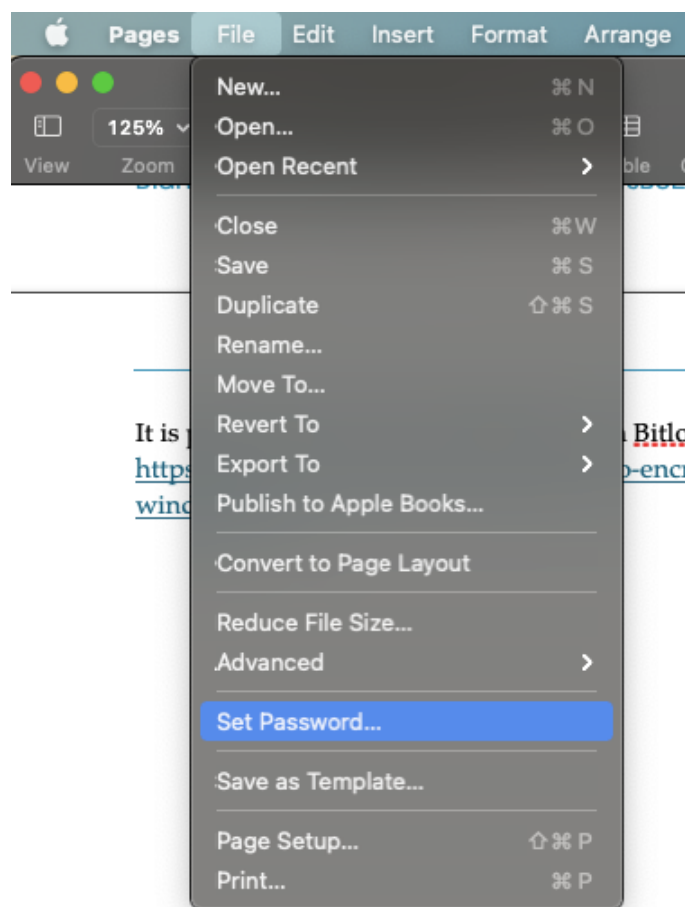 Pages File Edit Insert Format Arrange
New... ⌘ N
125% Open... ⌘ O
View Zoom Open Recent
Close ⌘ W
Save ⌘ S
Duplicate ⇧ ⌘ S
Rename...
Move To...
It is Revert To Bitlo
https Export To o-encr
wind Publish to Apple Books...
Convert to Page Layout
Reduce File Size...
Advanced
Set Password...
Save as Template...
Page Setup... ⇧ ⌘ P
Print... ⌘ P